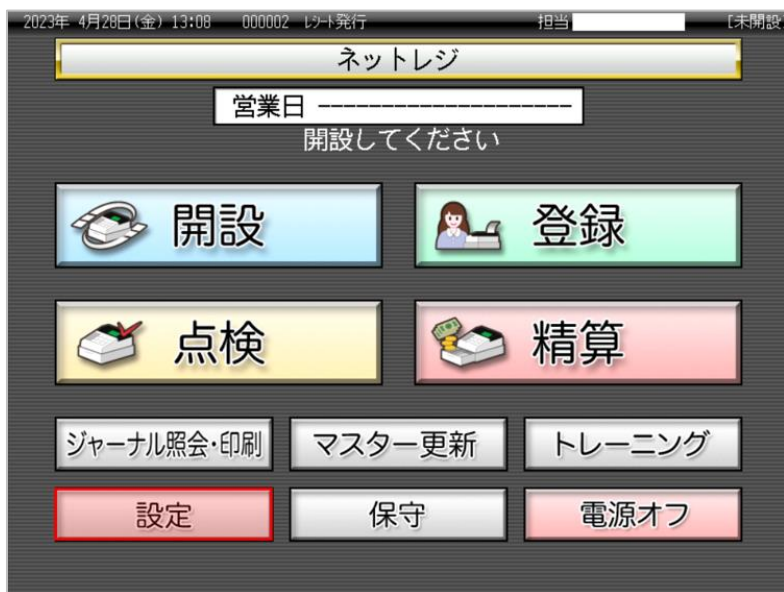 2023年 4月28日(金) 13:08 000002 ﾚｼｰﾄ発行 担当 [未開設
ネットレジ
営業日 --------------------
開設してください
開設 登録
点検 精算
ジャーナル照会・印刷 マスター更新 トレーニング
設定 保守 電源オフ